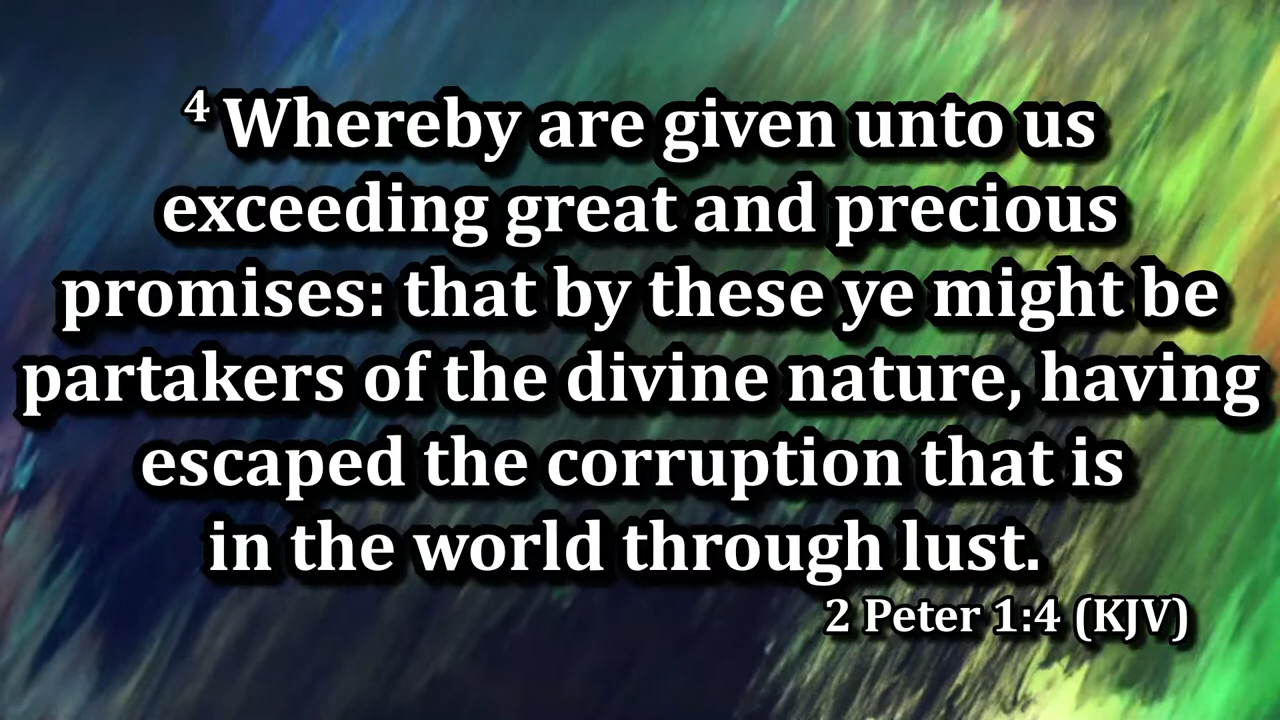 4 Whereby are given unto us
exceeding great and precious
promises: that by these ye might be
partakers of the divine nature, having
escaped the corruption that is
in the world through lust.
2 Peter 1:4 (KJV)